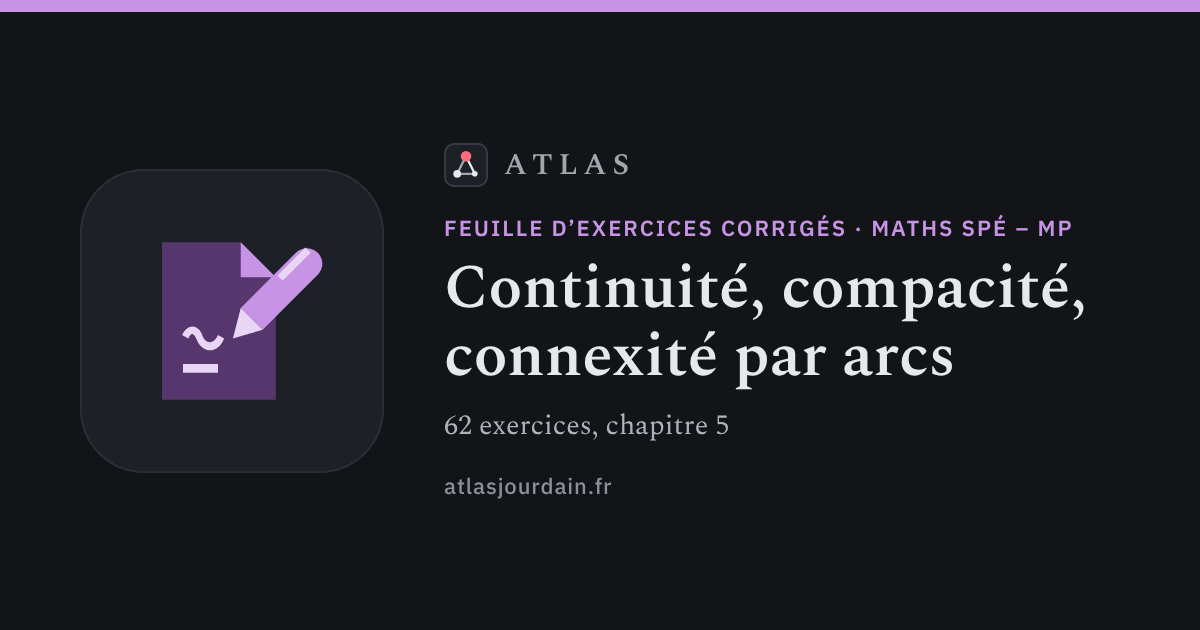 ATLAS
FEUILLE D’EXERCICES CORRIGÉS · MATHS SPÉ – MP
Continuité, compacité,
connexité par arcs
62 exercices, chapitre 5
atlasjourdain.fr